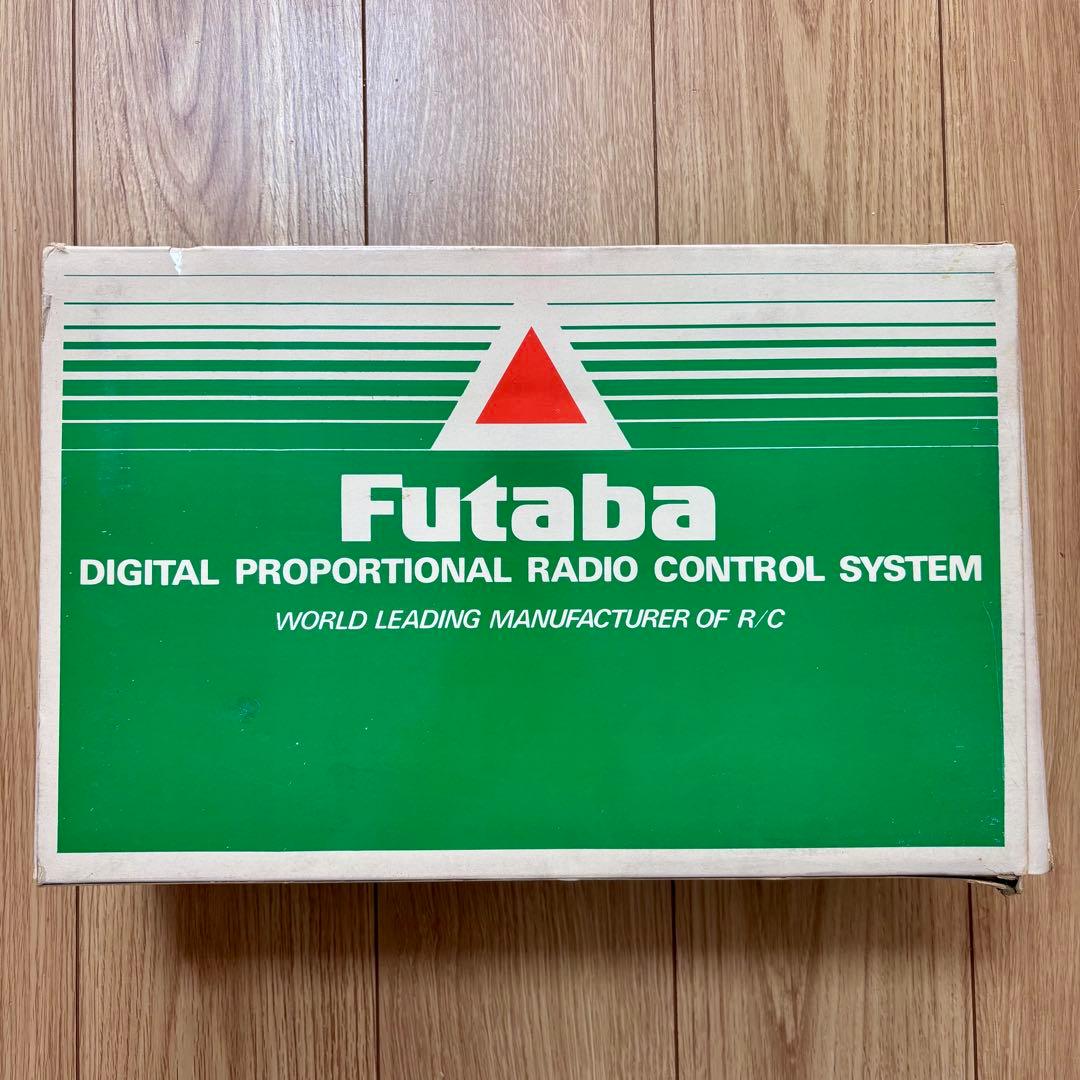 Futaba
DIGITAL PROPORTIONAL RADIO CONTROL SYSTEM
WORLD LEADING MANUFACTURER OF R/C